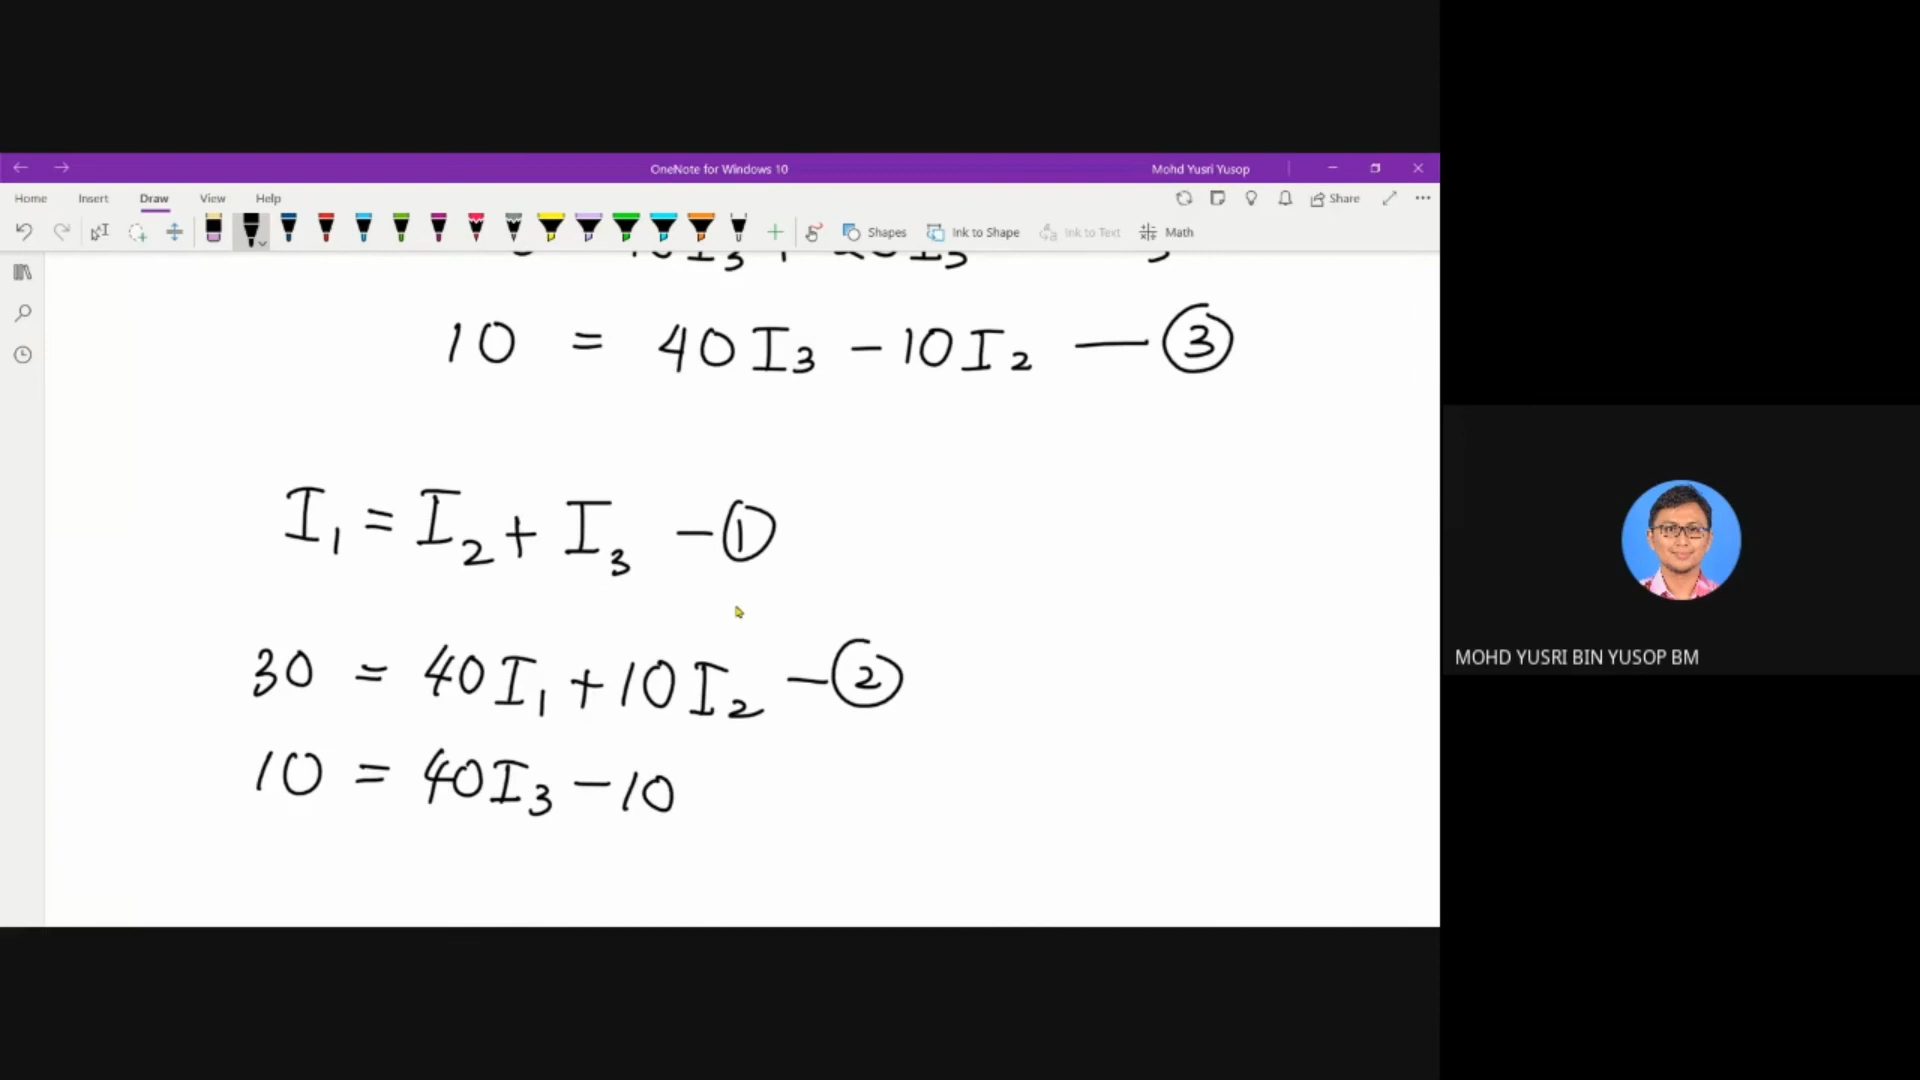 OneNote for Windows 10
Mohd Yusri Yusop
Home Insert Draw View Help
Share
Shapes Ink to Shape Ink to Text Math
10 = 40I₃ - 10I₂ — ③
I₁ = I₂ + I₃ - ①
30 = 40I₁ + 10I₂ - ②
10 = 40I₃ - 10
MOHD YUSRI BIN YUSOP BM